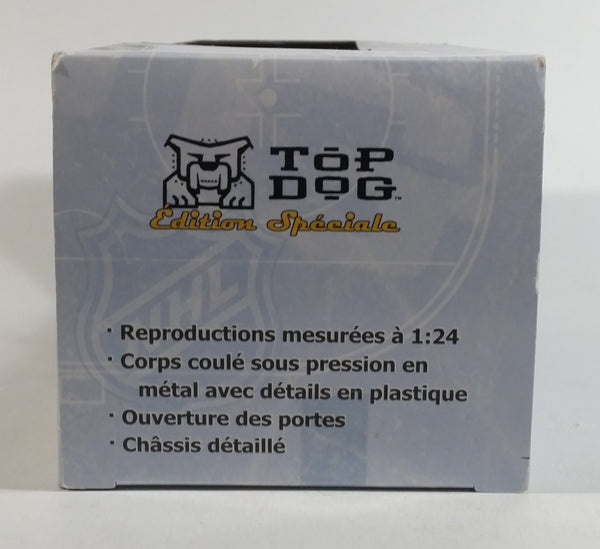 TOP
DOG™
Édition Spéciale
NHL
· Reproductions mesurées à 1:24
· Corps coulé sous pression en
métal avec détails en plastique
· Ouverture des portes
· Châssis détaillé